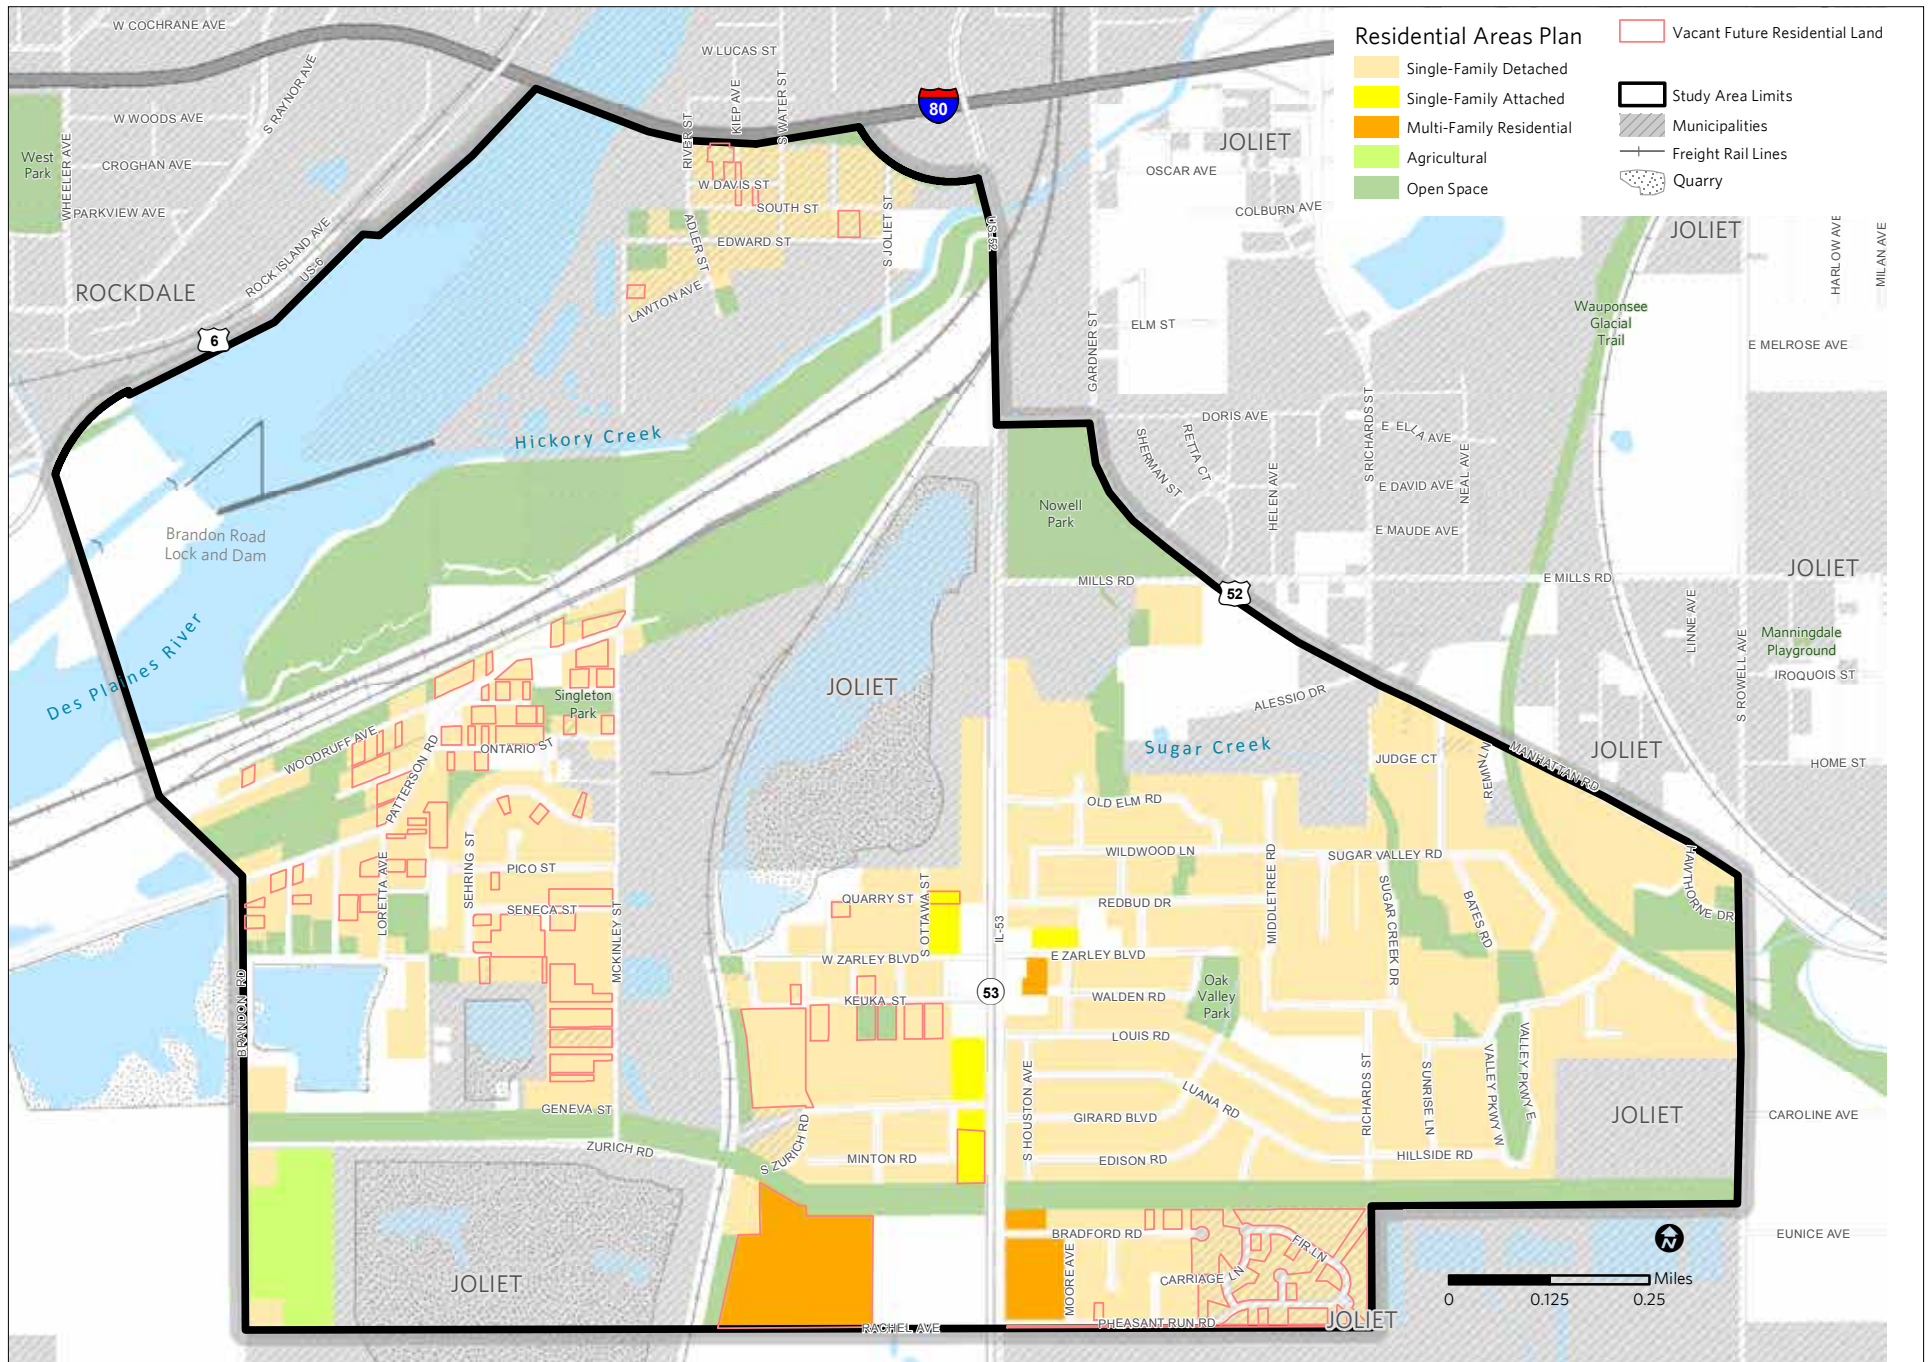 W COCHRANE AVE
W LUCAS ST
S RAYNOR AVE
KIEP AVE
S WATER ST
80
W WOODS AVE
RIVER ST
West
Park
WHEELER AVE
CROGHAN AVE
PARKVIEW AVE
W DAVIS ST
SOUTH ST
ADLER ST
EDWARD ST
S JOLIET ST
US-52
LAWTON AVE
ROCK ISLAND AVE
US-6
ROCKDALE
6
Residential Areas Plan
Single-Family Detached
Single-Family Attached
Multi-Family Residential
Agricultural
Open Space
Vacant Future Residential Land
Study Area Limits
Municipalities
Freight Rail Lines
Quarry
JOLIET
OSCAR AVE
COLBURN AVE
JOLIET
HARLOW AVE
MILAN AVE
Wauponsee
Glacial
Trail
E MELROSE AVE
ELM ST
GARDNER ST
DORIS AVE
S RICHARDS ST
E ELLA AVE
RETTA CT
SHERMAN ST
HELEN AVE
NEAL AVE
E DAVID AVE
E MAUDE AVE
Hickory Creek
Nowell
Park
Brandon Road
Lock and Dam
MILLS RD
E MILLS RD
52
JOLIET
LINNE AVE
S ROWELL AVE
Manningdale
Playground
IROQUOIS ST
Des Plaines River
Singleton
Park
JOLIET
ALESSIO DR
Sugar Creek
JUDGE CT
MANHATTAN RD
JOLIET
HOME ST
WOODRUFF AVE
PATTERSON RD
ONTARIO ST
OLD ELM RD
WILDWOOD LN
SUGAR VALLEY RD
HAWTHORNE DR
MIDDLETREE RD
REDBUD DR
SUGAR CREEK DR
BATES RD
SEHRING ST
PICO ST
LORETTA AVE
SENECA ST
MCKINLEY ST
QUARRY ST
S OTTAWA ST
IL-53
W ZARLEY BLVD
E ZARLEY BLVD
KEUKA ST
53
WALDEN RD
Oak
Valley
Park
BRANDON RD
LOUIS RD
S HOUSTON AVE
LUANA RD
RICHARDS ST
SUNRISE LN
VALLEY PKWY W
VALLEY PKWY E
GENEVA ST
GIRARD BLVD
JOLIET
CAROLINE AVE
ZURICH RD
S ZURICH RD
MINTON RD
EDISON RD
HILLSIDE RD
BRADFORD RD
FIR LN
MOORE AVE
CARRIAGE LN
EUNICE AVE
JOLIET
PHEASANT RUN RD
JOLIET
RACHEL AVE
N
Miles
0
0.125
0.25